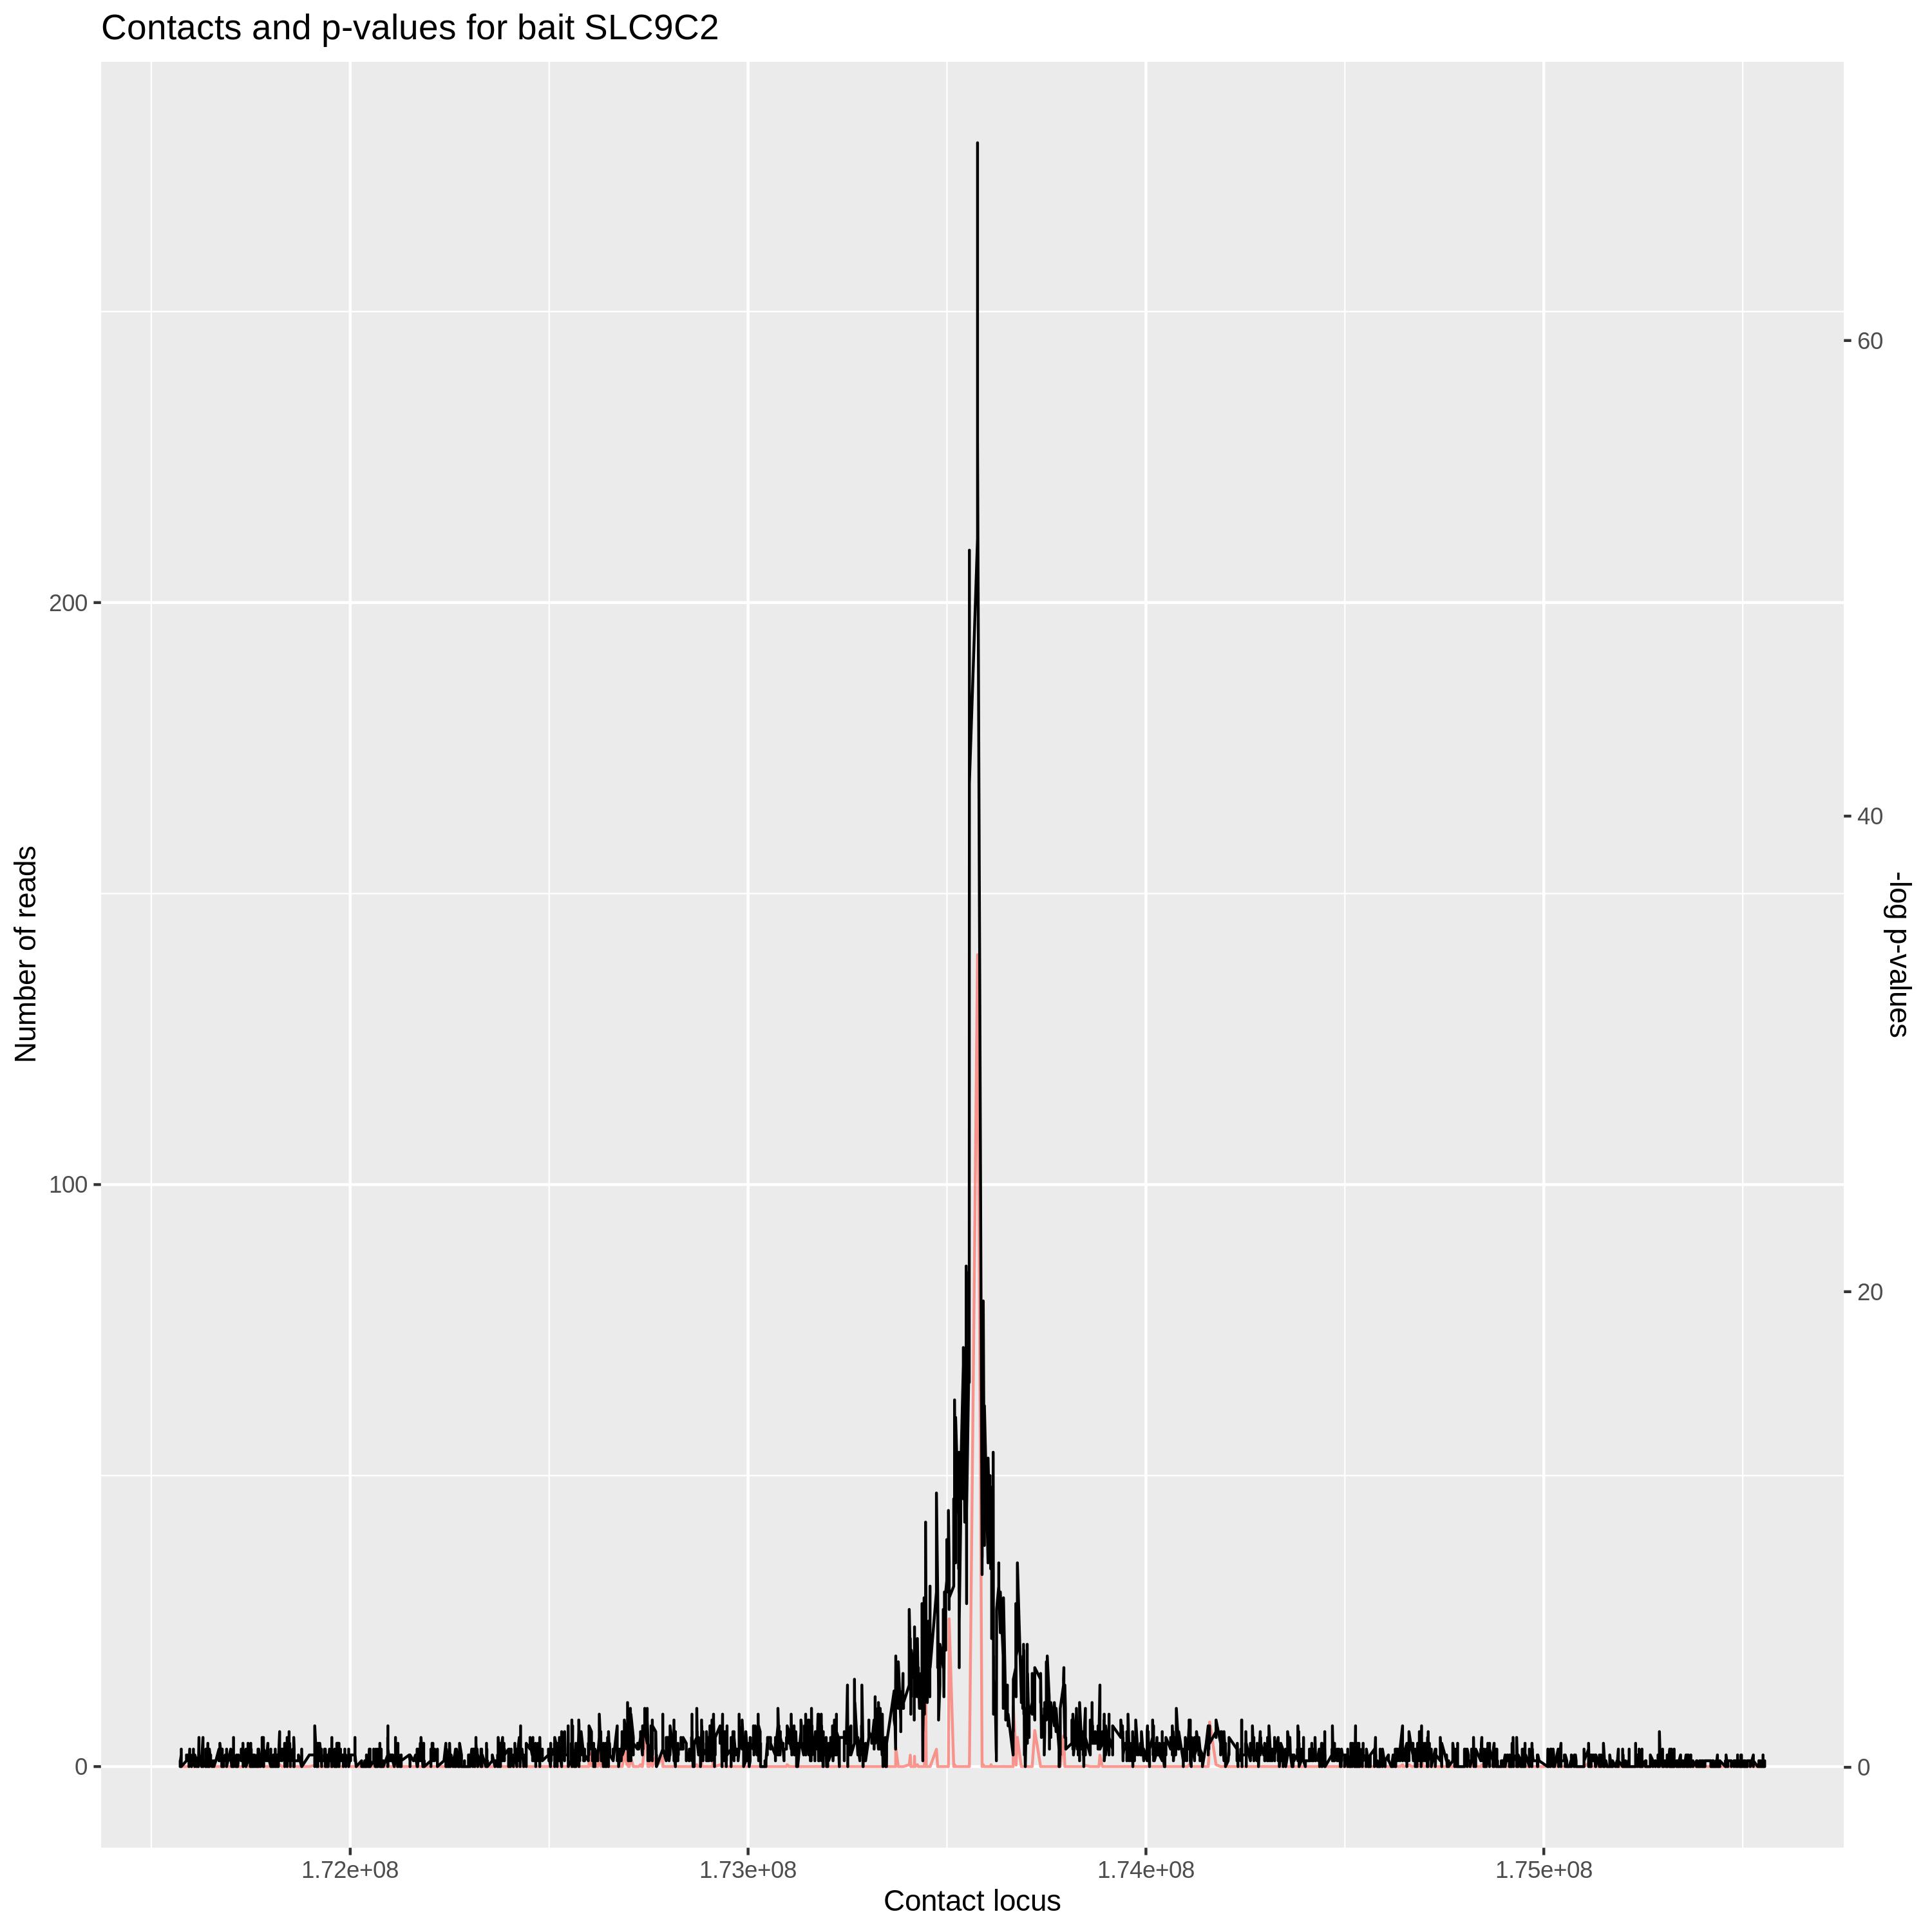 Contacts and p-values for bait SLC9C2
Number of reads
200
100
0
60
40
20
0
-log p-values
1.72e+08
1.73e+08
1.74e+08
1.75e+08
Contact locus